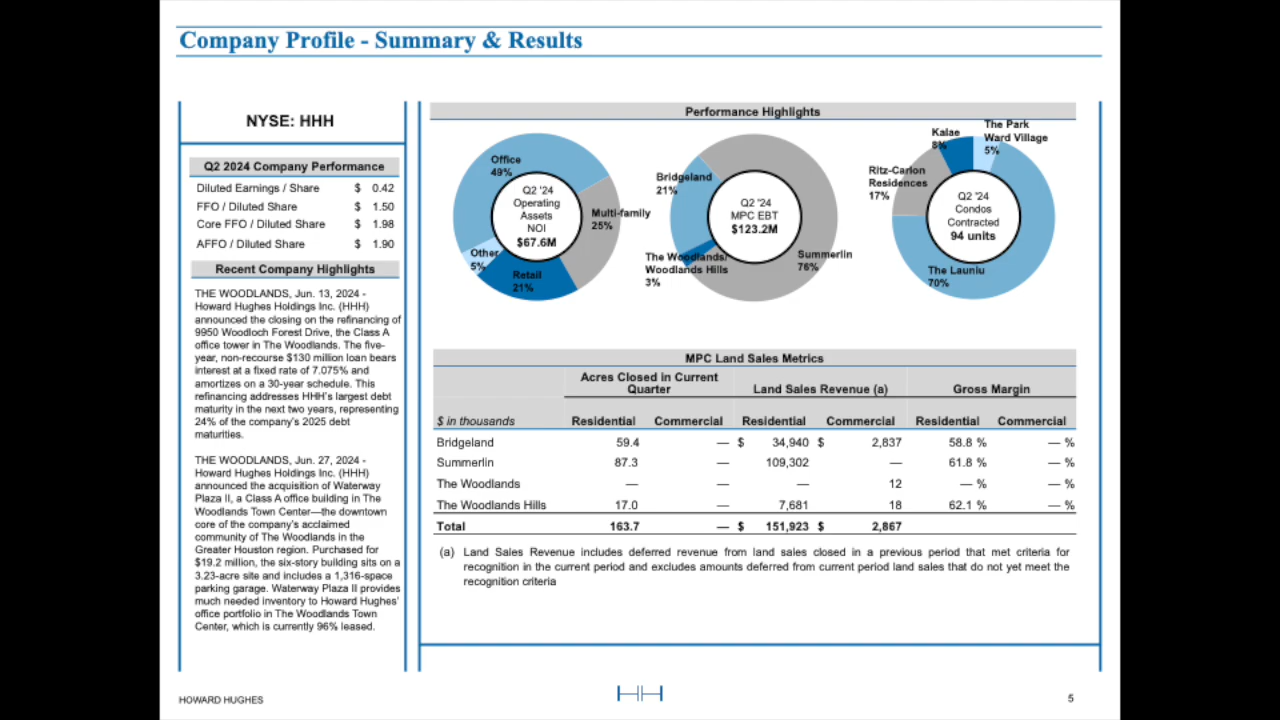 Company Profile - Summary & Results
NYSE: HHH
Q2 2024 Company Performance
Diluted Earnings / Share $ 0.42
FFO / Diluted Share $ 1.50
Core FFO / Diluted Share $ 1.98
AFFO / Diluted Share $ 1.90
Recent Company Highlights
THE WOODLANDS, Jun. 13, 2024 -
Howard Hughes Holdings Inc. (HHH)
announced the closing on the refinancing of
9950 Woodloch Forest Drive, the Class A
office tower in The Woodlands. The five-
year, non-recourse $130 million loan bears
interest at a fixed rate of 7.075% and
amortizes on a 30-year schedule. This
refinancing addresses HHH's largest debt
maturity in the next two years, representing
24% of the company's 2025 debt
maturities.
THE WOODLANDS, Jun. 27, 2024 -
Howard Hughes Holdings Inc. (HHH)
announced the acquisition of Waterway
Plaza II, a Class A office building in The
Woodlands Town Center—the downtown
core of the company's acclaimed
community of The Woodlands in the
Greater Houston region. Purchased for
$19.2 million, the six-story building sits on a
3.23-acre site and includes a 1,316-space
parking garage. Waterway Plaza II provides
much needed inventory to Howard Hughes'
office portfolio in The Woodlands Town
Center, which is currently 96% leased.
Performance Highlights
Office
49%
Multi-family
25%
Retail
21%
Other
5%
Q2 '24
Operating
Assets
NOI
$67.6M
Bridgeland
21%
The Woodlands/
Woodlands Hills
3%
Summerlin
76%
Q2 '24
MPC EBT
$123.2M
Kalae
8%
The Park
Ward Village
5%
Ritz-Carlon
Residences
17%
The Launiu
70%
Q2 '24
Condos
Contracted
94 units
MPC Land Sales Metrics
Acres Closed in Current
Quarter
Land Sales Revenue (a)
Gross Margin
$ in thousands Residential Commercial Residential Commercial Residential Commercial
Bridgeland 59.4 — $ 34,940 $ 2,837 58.8 % — %
Summerlin 87.3 — 109,302 — 61.8 % — %
The Woodlands — — — 12 — % — %
The Woodlands Hills 17.0 — 7,681 18 62.1 % — %
Total 163.7 — $ 151,923 $ 2,867
(a) Land Sales Revenue includes deferred revenue from land sales closed in a previous period that met criteria for
recognition in the current period and excludes amounts deferred from current period land sales that do not yet meet the
recognition criteria
HOWARD HUGHES
5